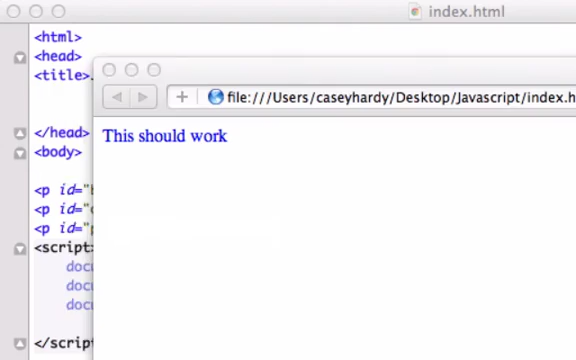 index.html
<html>
<head>
<title>
file:///Users/caseyhardy/Desktop/Javascript/index.h
This should work
</head>
<body>
<p id="
<p id="
<p id="
<script>
docu
docu
docu
</script